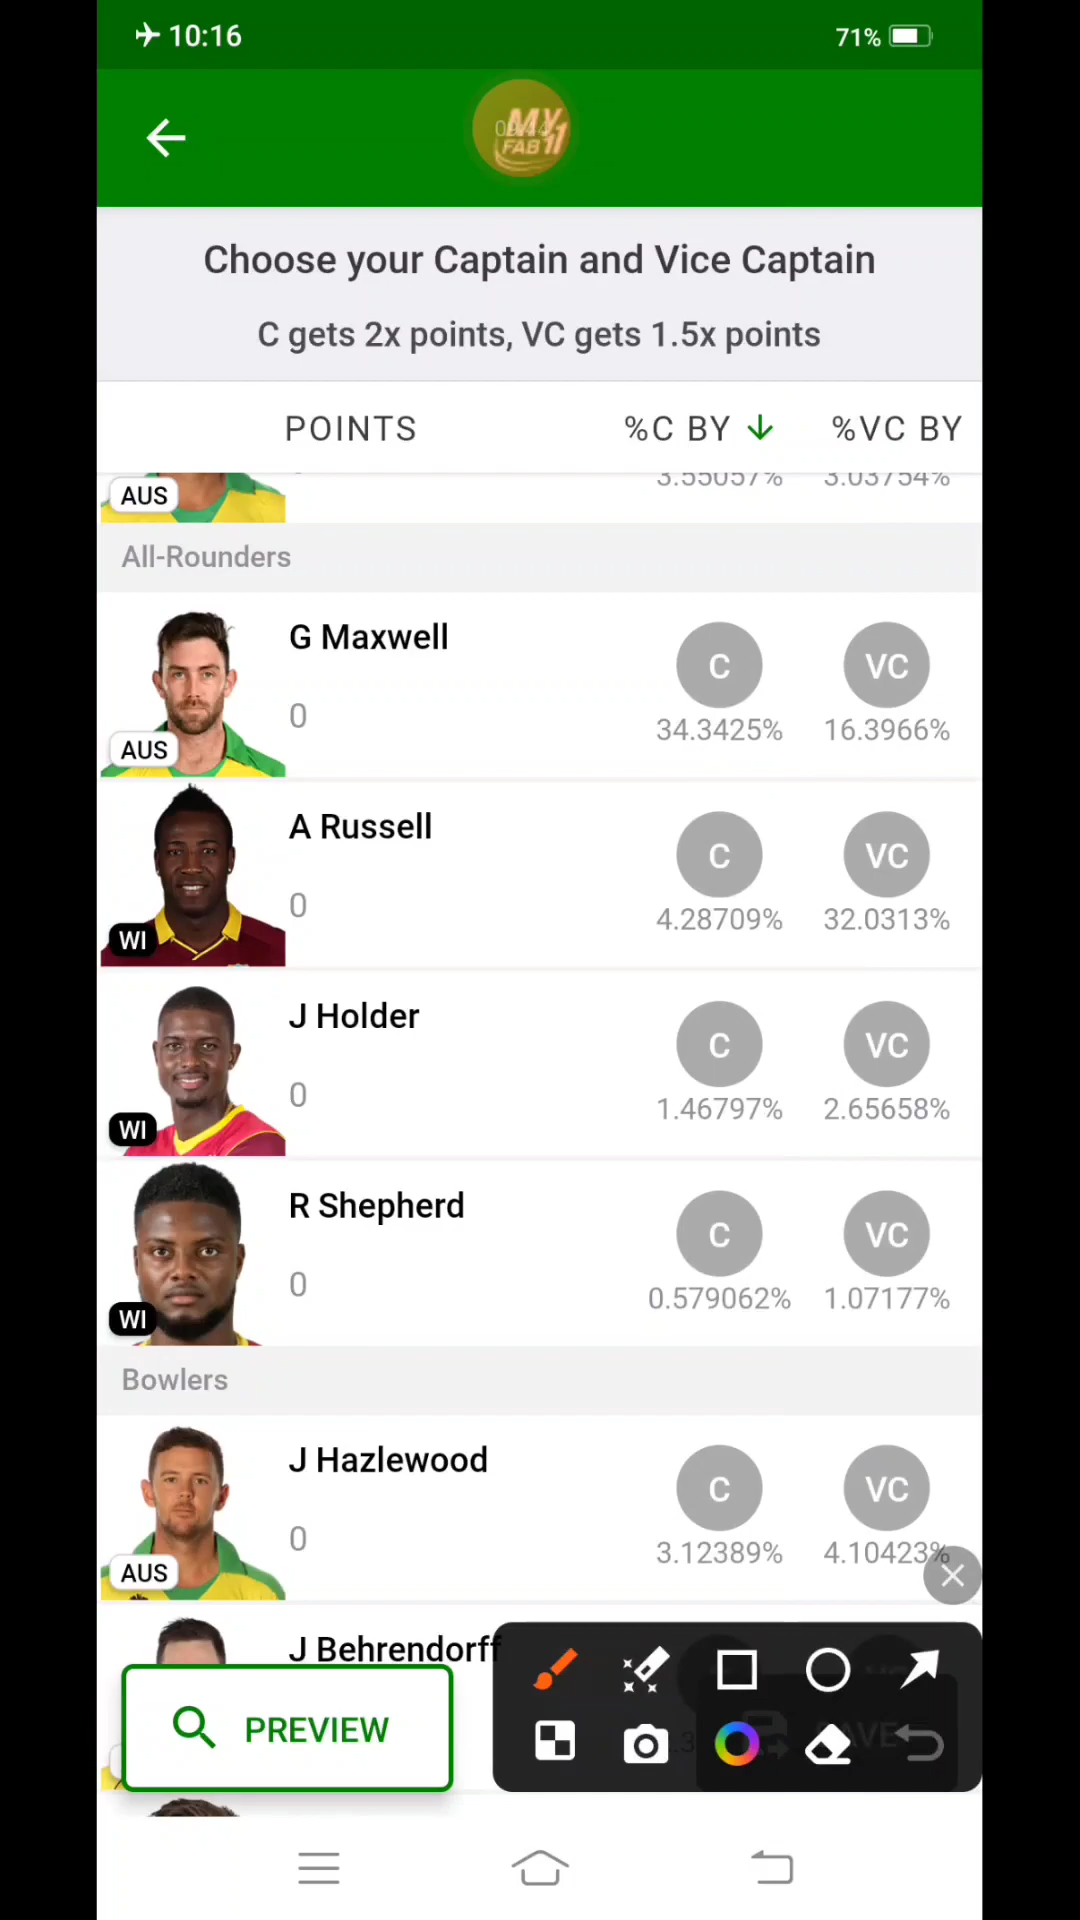 10:16 71%
MY
FAB11
Choose your Captain and Vice Captain
C gets 2x points, VC gets 1.5x points
POINTS %C BY %VC BY
AUS 3.55057% 3.03754%
All-Rounders
G Maxwell
C VC
0
34.3425% 16.3966%
AUS
A Russell
C VC
0
4.28709% 32.0313%
WI
J Holder
C VC
0
1.46797% 2.65658%
WI
R Shepherd
C VC
0
0.579062% 1.07177%
WI
Bowlers
J Hazlewood
C VC
0
3.12389% 4.10423%
AUS
J Behrendorff
PREVIEW